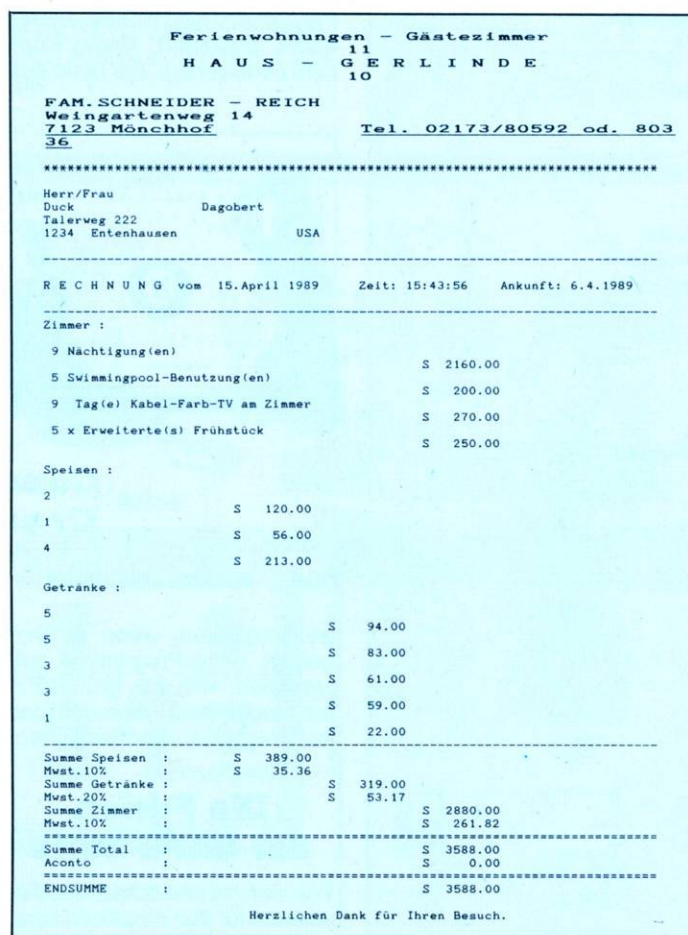 Ferienwohnungen — Gästezimmer
11
H A U S — G E R L I N D E
10
FAM.SCHNEIDER — REICH
Weingartenweg 14
7123 Mönchhof Tel. 02173/80592 od. 803
36
********************************************************************************
Herr/Frau
Duck Dagobert
Talerweg 222
1234 Entenhausen USA
--------------------------------------------------------------------------------
R E C H N U N G vom 15.April 1989 Zeit: 15:43:56 Ankunft: 6.4.1989
--------------------------------------------------------------------------------
Zimmer :
9 Nächtigung(en)
S 2160.00
5 Swimmingpool-Benutzung(en)
S 200.00
9 Tag(e) Kabel-Farb-TV am Zimmer
S 270.00
5 x Erweiterte(s) Frühstück
S 250.00
Speisen :
2
S 120.00
1
S 56.00
4
S 213.00
Getränke :
5
S 94.00
5
S 83.00
3
S 61.00
3
S 59.00
1
S 22.00
--------------------------------------------------------------------------------
Summe Speisen : S 389.00
Mwst.10% : S 35.36
Summe Getränke : S 319.00
Mwst.20% : S 53.17
Summe Zimmer : S 2880.00
Mwst.10% : S 261.82
================================================================================
Summe Total : S 3588.00
Aconto : S 0.00
================================================================================
ENDSUMME : S 3588.00
Herzlichen Dank für Ihren Besuch.